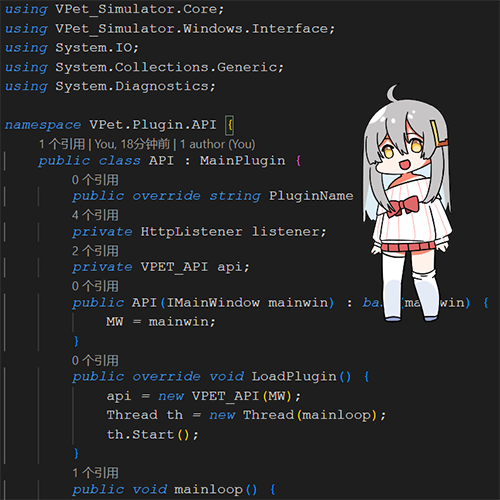 using VPet_Simulator.Core;
using VPet_Simulator.Windows.Interface;
using System.IO;
using System.Collections.Generic;
using System.Diagnostics;
namespace VPet.Plugin.API {
1 个引用 | You, 18分钟前 | 1 author (You)
public class API : MainPlugin {
0 个引用
public override string PluginName
4 个引用
private HttpListener listener;
2 个引用
private VPET_API api;
0 个引用
public API(IMainWindow mainwin) : (mainwin) {
MW = mainwin;
}
0 个引用
public override void LoadPlugin() {
api = new VPET_API(MW);
Thread th = new Thread(mainloop);
th.Start();
}
1 个引用
public void mainloop() {